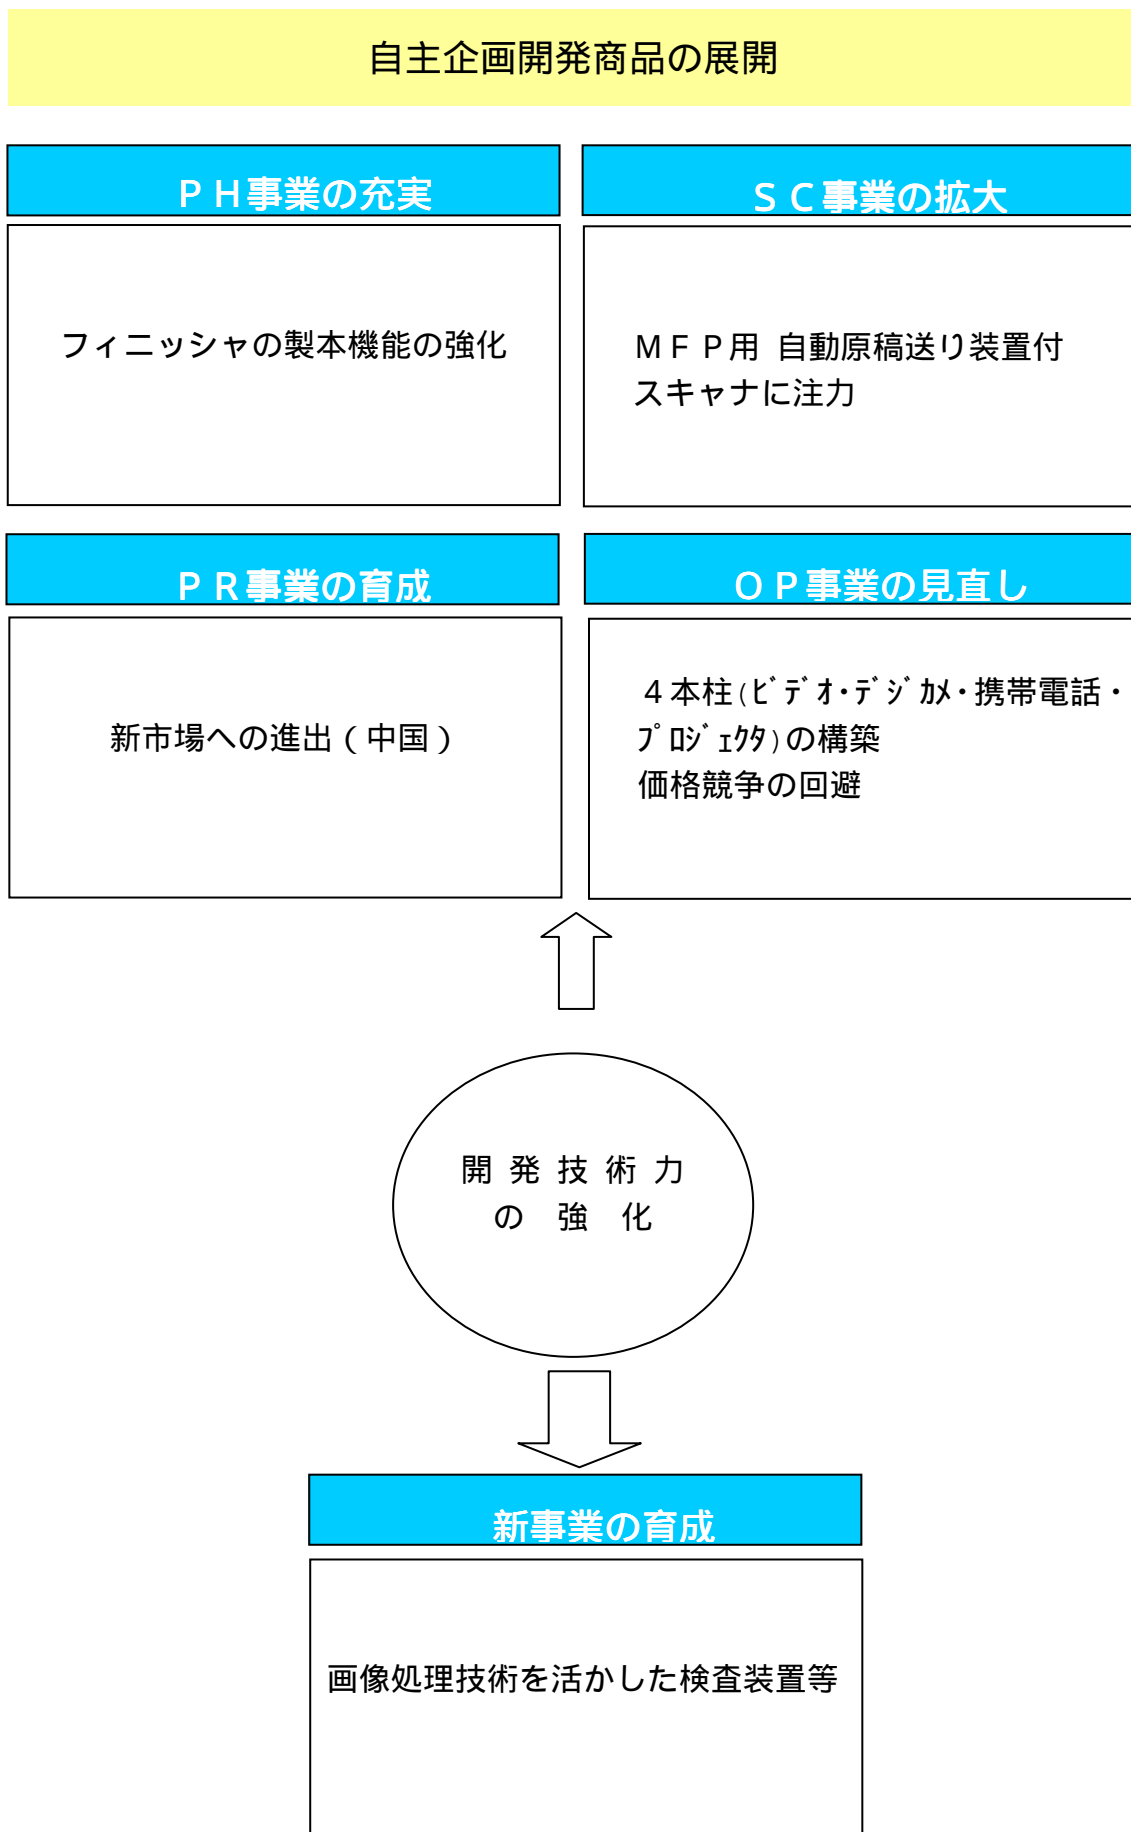 自主企画開発商品の展開
ＰＨ事業の充実
ＳＣ事業の拡大
フィニッシャの製本機能の強化
ＭＦＰ用 自動原稿送り装置付
スキャナに注力
ＰＲ事業の育成
ＯＰ事業の見直し
新市場への進出（中国）
４本柱(ﾋﾞﾃﾞｵ･ﾃﾞｼﾞｶﾒ･携帯電話・
ﾌﾟﾛｼﾞｪｸﾀ)の構築
価格競争の回避
開発技術力
の強化
新事業の育成
画像処理技術を活かした検査装置等